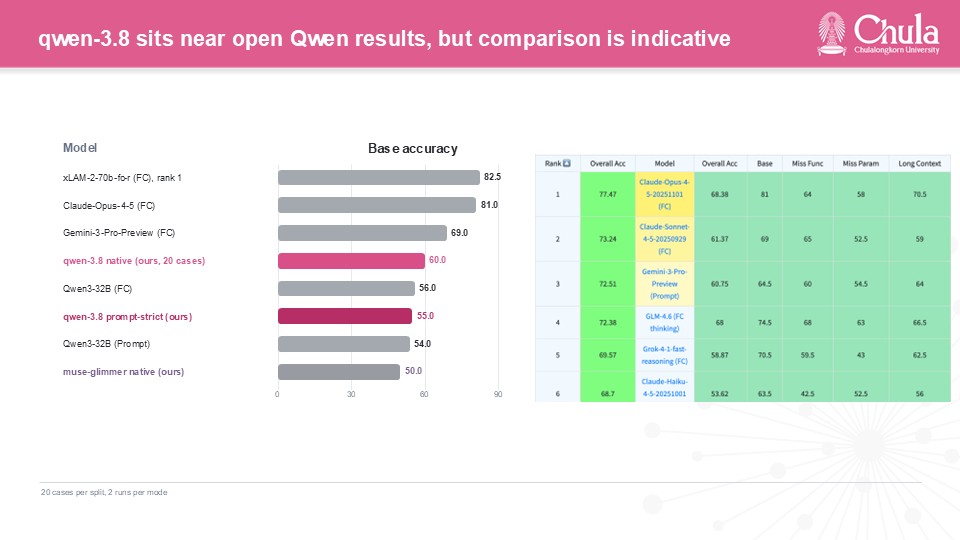 qwen-3.8 sits near open Qwen results, but comparison is indicative
Chula
Chulalongkorn University
Model
Base accuracy
xLAM-2-70b-fc-r (FC), rank 1
82.5
Claude-Opus-4-5 (FC)
81.0
Gemini-3-Pro-Preview (FC)
69.0
qwen-3.8 native (ours, 20 cases)
60.0
Qwen3-32B (FC)
56.0
qwen-3.8 prompt-strict (ours)
55.0
Qwen3-32B (Prompt)
54.0
muse-glimmer native (ours)
50.0
0 30 60 90
Rank Overall Acc Model Overall Acc Base Miss Func Miss Param Long Context
1 77.47 Claude-Opus-4-5-20251101 (FC) 68.38 81 64 58 70.5
2 73.24 Claude-Sonnet-4-5-20250929 (FC) 61.37 69 65 52.5 59
3 72.51 Gemini-3-Pro-Preview (Prompt) 60.75 64.5 60 54.5 64
4 72.38 GLM-4.6 (FC thinking) 68 74.5 68 63 66.5
5 69.57 Grok-4-1-fast-reasoning (FC) 58.87 70.5 59.5 43 62.5
6 68.7 Claude-Haiku-4-5-20251001 53.62 63.5 42.5 52.5 56
20 cases per split, 2 runs per mode